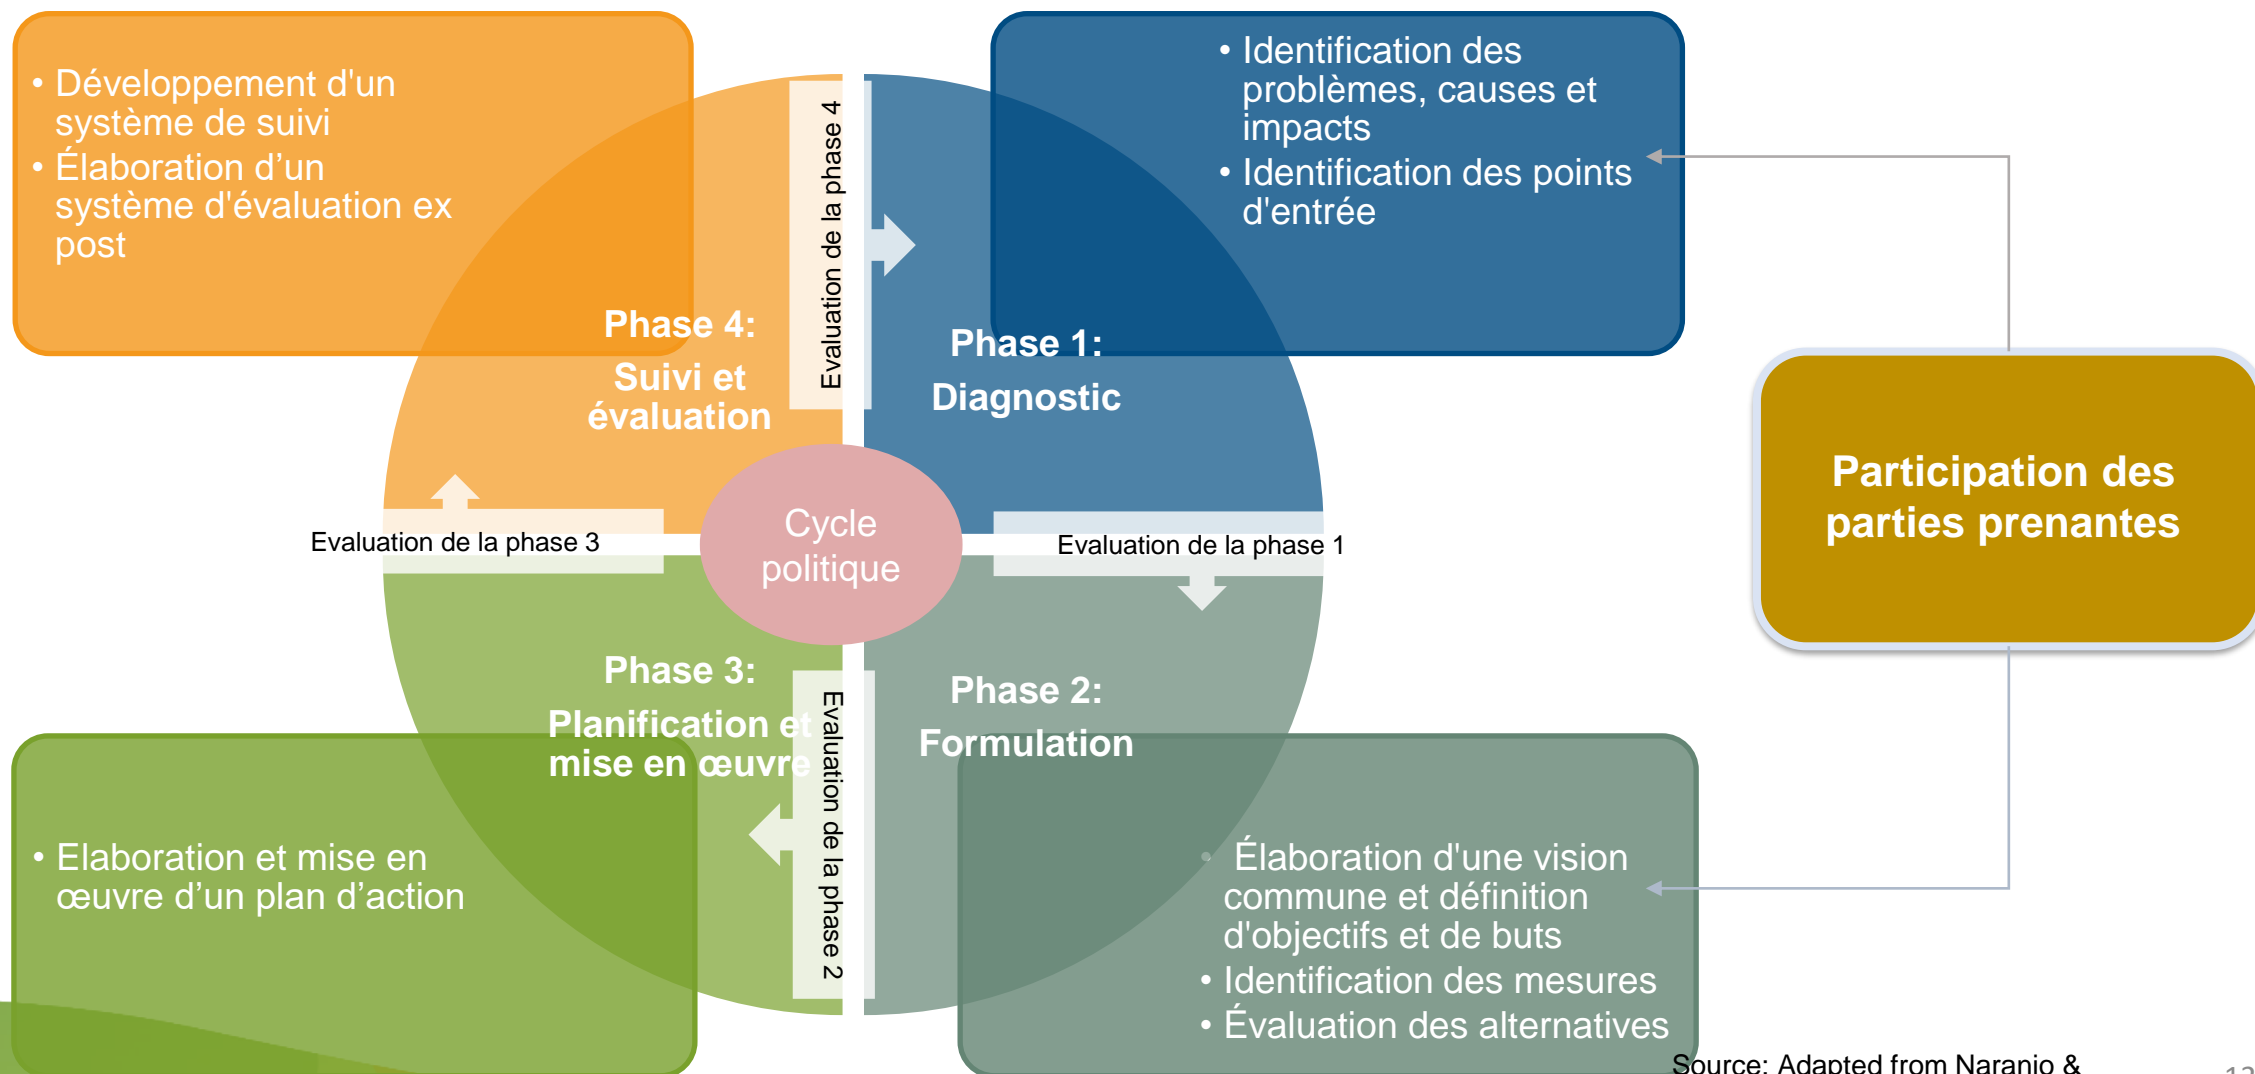 • Développement d'un
système de suivi
• Élaboration d’un
système d'évaluation ex
post
• Identification des
problèmes, causes et
impacts
• Identification des points
d'entrée
Evaluation de la phase 4
Phase 4:
Suivi et
évaluation
Phase 1:
Diagnostic
Participation des
parties prenantes
Cycle
politique
Evaluation de la phase 3
Evaluation de la phase 1
Phase 3:
Planification et
mise en œuvre
Evaluation de la phase 2
Phase 2:
Formulation
• Elaboration et mise en
œuvre d’un plan d’action
• Élaboration d'une vision
commune et définition
d'objectifs et de buts
• Identification des mesures
• Évaluation des alternatives
Source: Adapted from Naranjo &